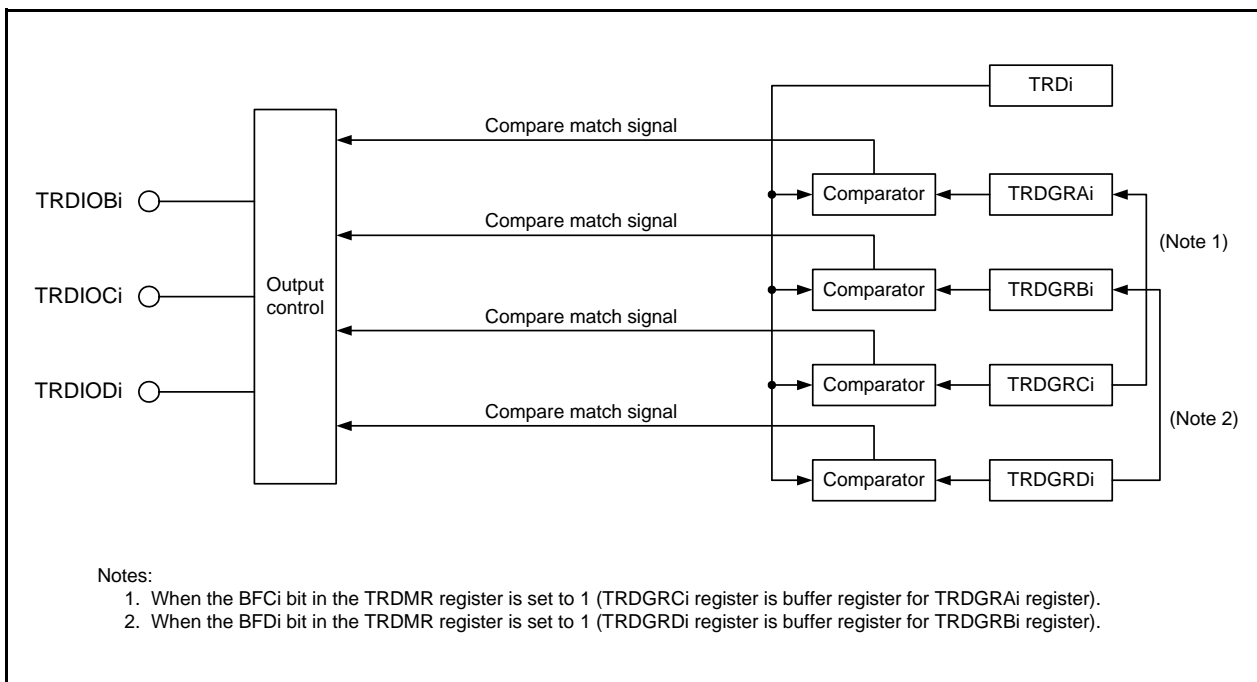 TRDi
Compare match signal
Comparator
TRDGRAi
TRDIOBi
Compare match signal
(Note 1)
Comparator
TRDGRBi
TRDIOCi
Output
control
Compare match signal
Comparator
TRDGRCi
TRDIODi
Compare match signal
(Note 2)
Comparator
TRDGRDi
Notes:
1. When the BFCi bit in the TRDMR register is set to 1 (TRDGRCi register is buffer register for TRDGRAi register).
2. When the BFDi bit in the TRDMR register is set to 1 (TRDGRDi register is buffer register for TRDGRBi register).